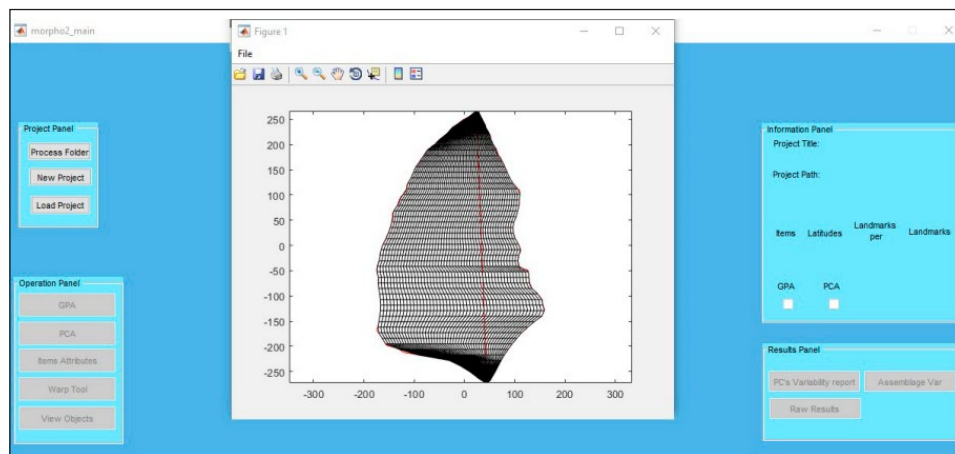 morpho2_main
Figure 1
File
Project Panel
Process Folder
New Project
Load Project
Operation Panel
GPA
PCA
Items Attributes
Warp Tool
View Objects
250
200
150
100
50
0
-50
-100
-150
-200
-250
-300 -200 -100 0 100 200 300
Information Panel
Project Title:
Project Path:
Items Latitudes Landmarks per Landmarks
GPA PCA
Results Panel
PC's Variability report Assemblage Var
Raw Results